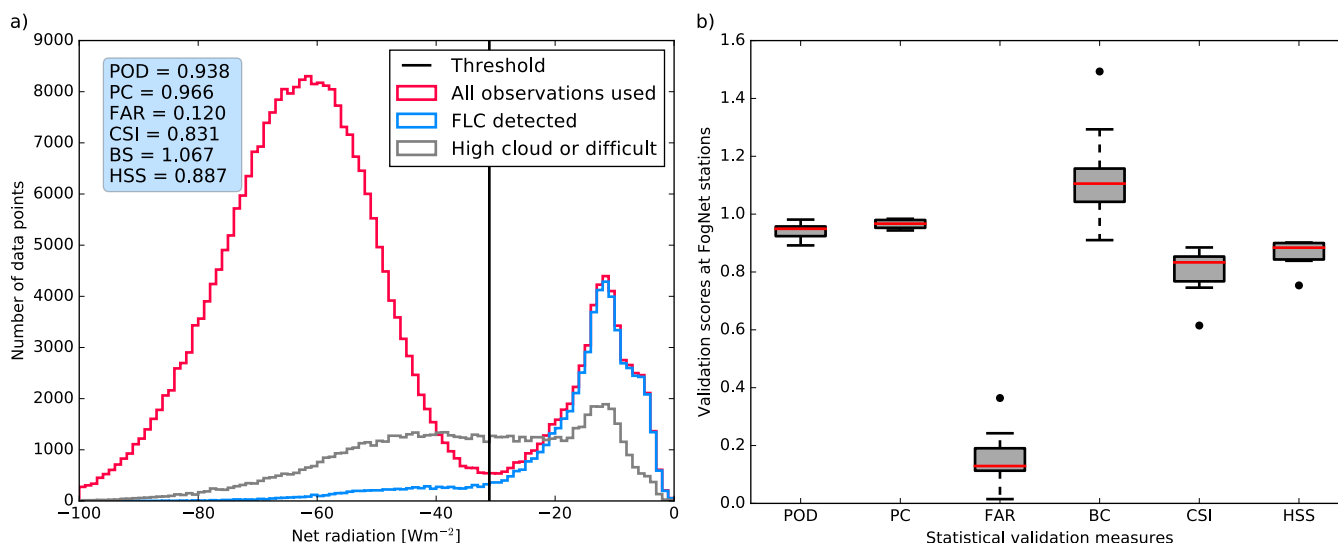 a)
9000
8000
7000
6000
5000
4000
3000
2000
1000
0
Number of data points
POD = 0.938
PC = 0.966
FAR = 0.120
CSI = 0.831
BS = 1.067
HSS = 0.887
Threshold
All observations used
FLC detected
High cloud or difficult
−100 −80 −60 −40 −20 0
Net radiation [Wm⁻²]
b)
1.6
1.4
1.2
1.0
0.8
0.6
0.4
0.2
0.0
Validation scores at FogNet stations
POD PC FAR BC CSI HSS
Statistical validation measures